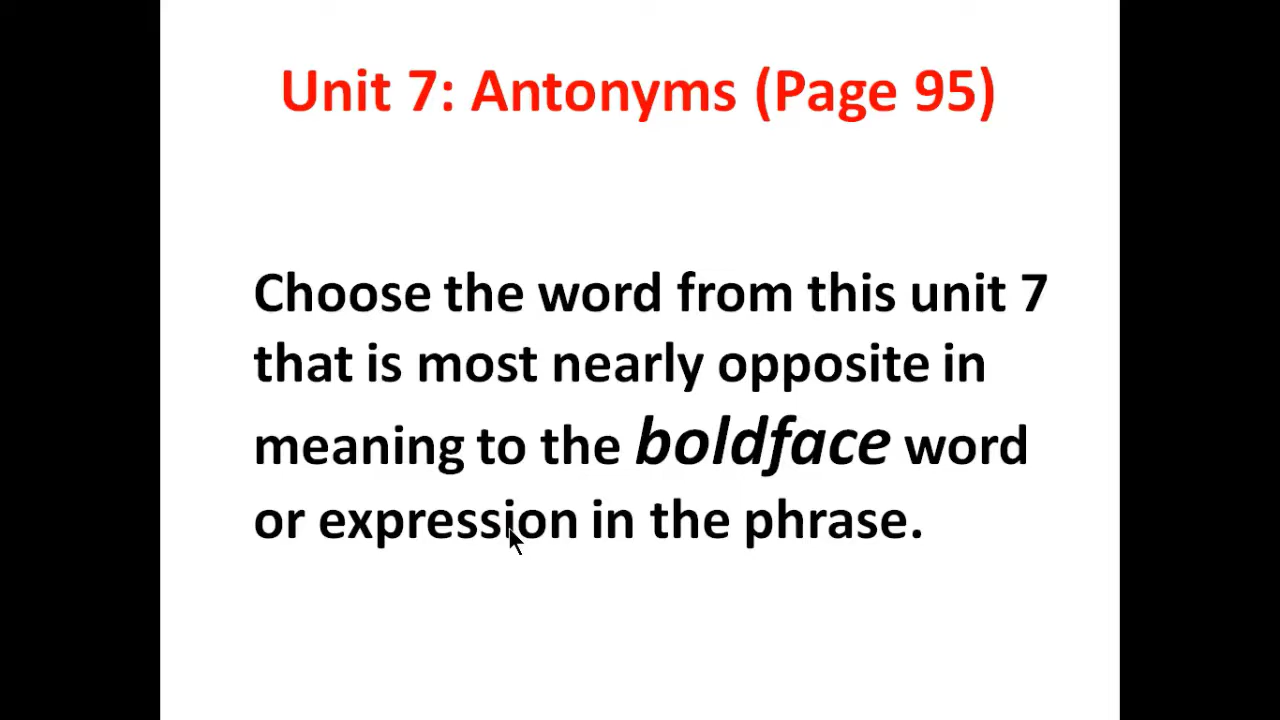 Unit 7: Antonyms (Page 95)
Choose the word from this unit 7
that is most nearly opposite in
meaning to the boldface word
or expression in the phrase.